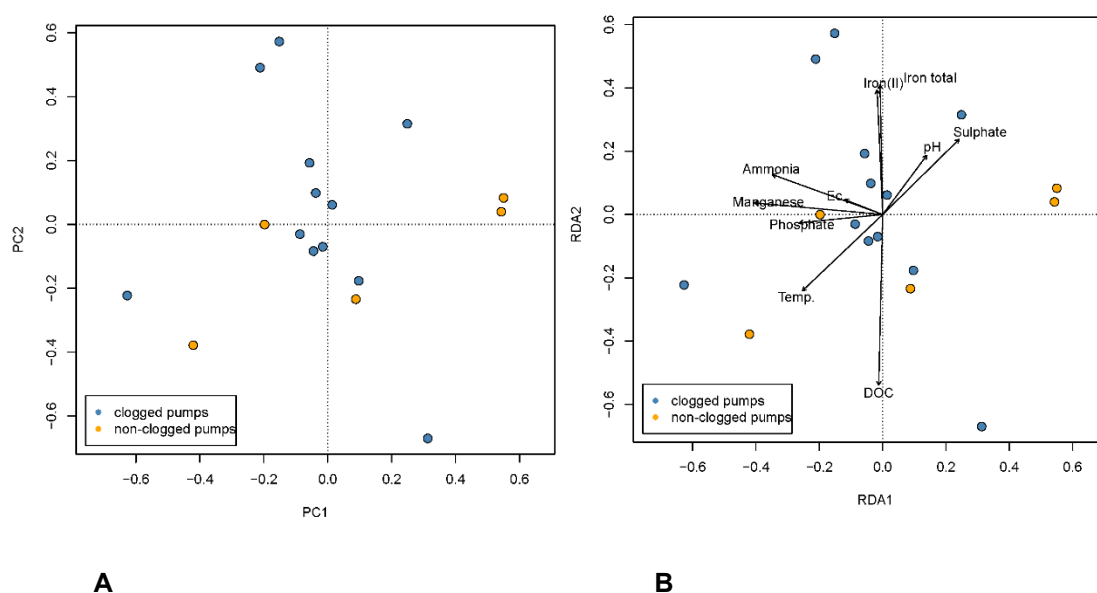 0.6
0.4
0.2
0.0
−0.2
−0.4
−0.6
PC2
clogged pumps
non-clogged pumps
−0.6 −0.4 −0.2 0.0 0.2 0.4 0.6
PC1
A
0.6
0.4
0.2
0.0
−0.2
−0.4
−0.6
RDA2
Iron(II) Iron total
Sulphate
pH
Ammonia
Ec
Manganese
Phosphate
Temp.
DOC
clogged pumps
non-clogged pumps
−0.6 −0.4 −0.2 0.0 0.2 0.4 0.6
RDA1
B